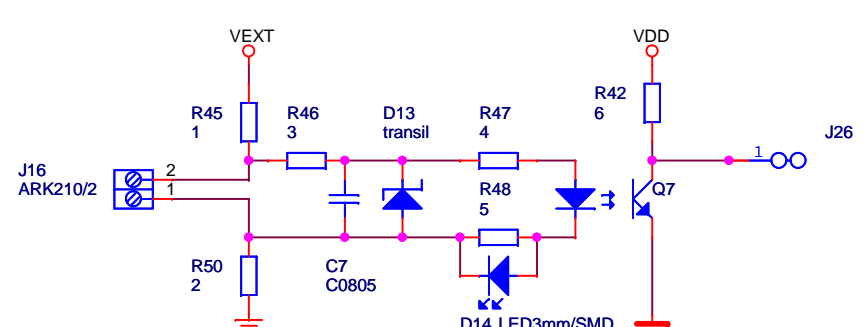 VEXT
VDD
R45
1
R46
3
D13
transil
R47
4
R42
6
J26
1
J16
ARK210/2
2
1
R48
5
Q7
R50
2
C7
C0805
D14 LED3mm/SMD